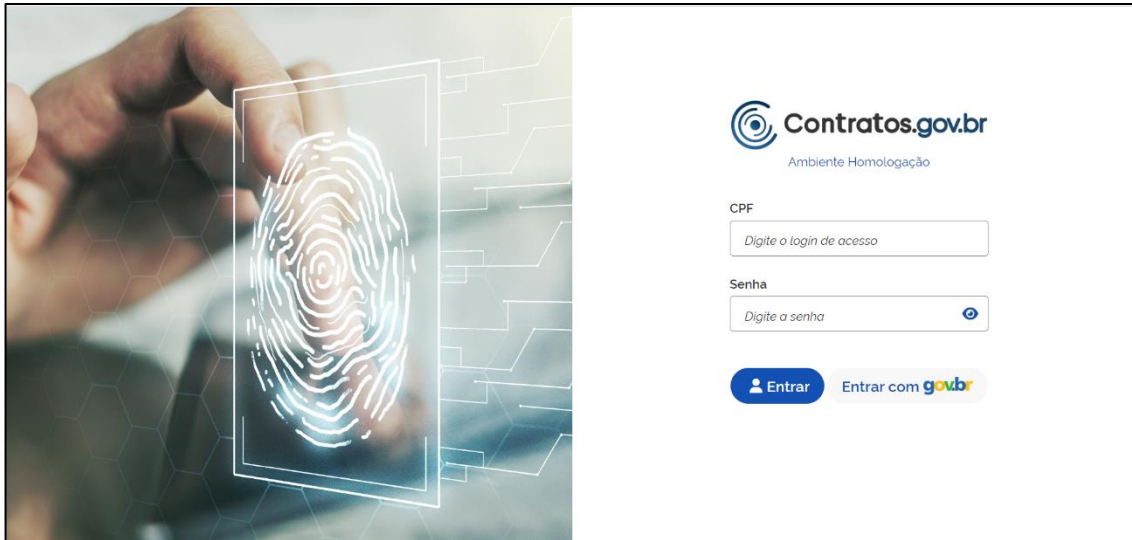 Contratos.gov.br
Ambiente Homologação
CPF
Digite o login de acesso
Senha
Digite a senha
Entrar
Entrar com gov.br